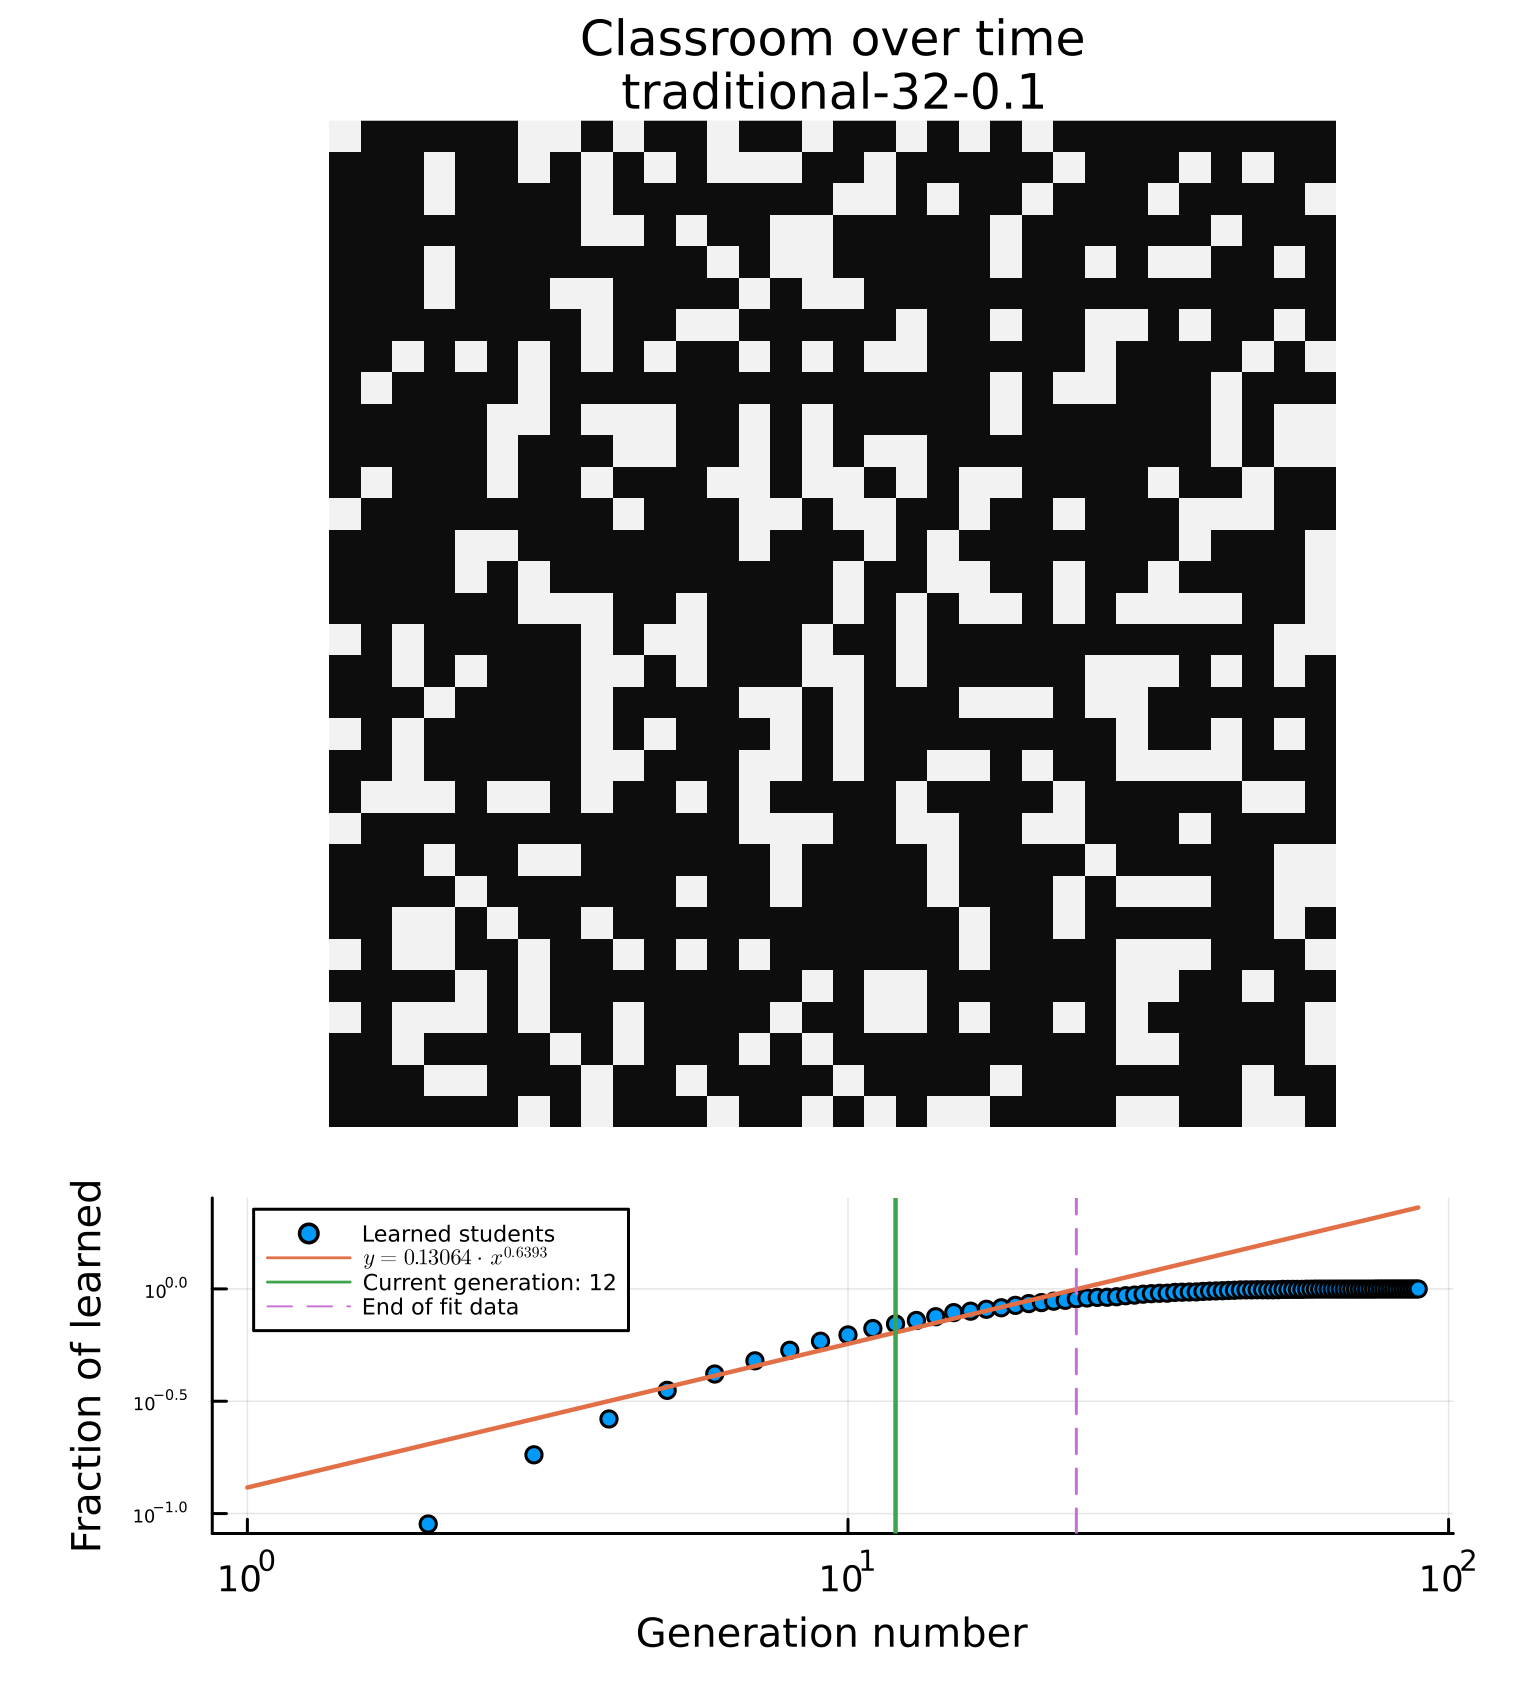 Classroom over time
traditional-32-0.1
Fraction of learned
Learned students
y = 0.13064 · x^0.6393
Current generation: 12
End of fit data
10^0.0
10^−0.5
10^−1.0
10^0 10^1 10^2
Generation number